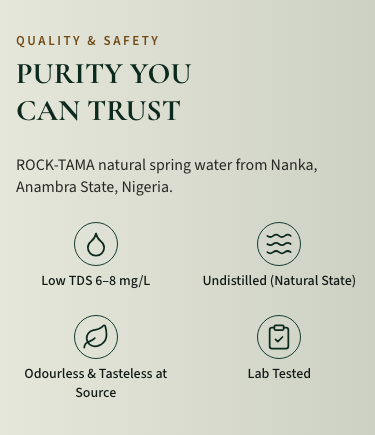 QUALITY & SAFETY
PURITY YOU
CAN TRUST
ROCK-TAMA natural spring water from Nanka,
Anambra State, Nigeria.
Low TDS 6–8 mg/L
Undistilled (Natural State)
Odourless & Tasteless at
Source
Lab Tested